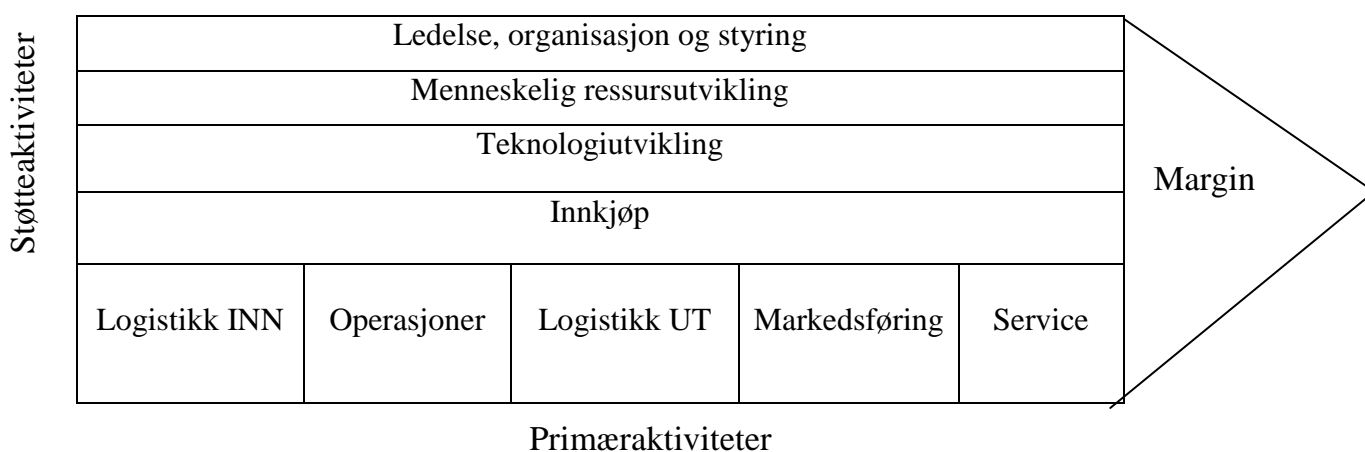 Støtteaktiviteter
Ledelse, organisasjon og styring
Menneskelig ressursutvikling
Teknologiutvikling
Innkjøp
Margin
Logistikk INN
Operasjoner
Logistikk UT
Markedsføring
Service
Primæraktiviteter